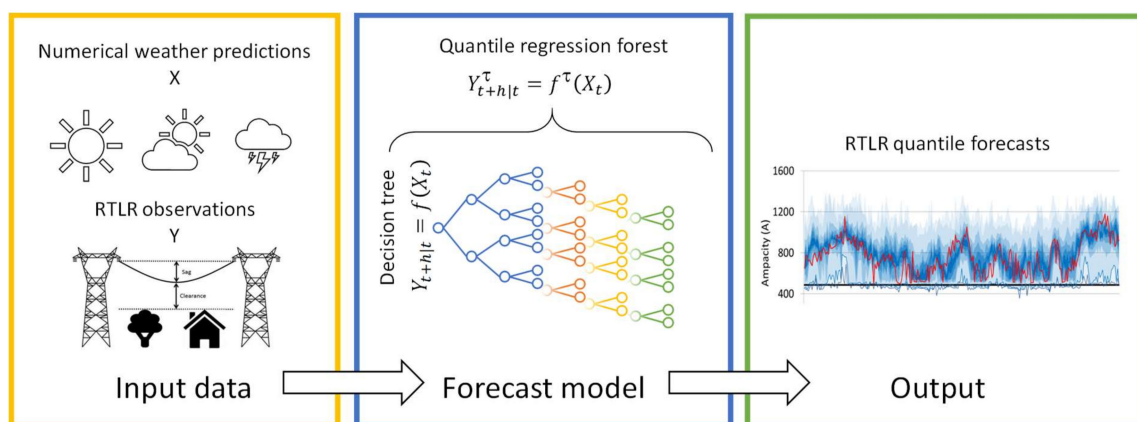 Numerical weather predictions
X
RTLR observations
Y
Sag
Clearance
Input data
Quantile regression forest
Y^τ_{t+h|t} = f^τ(X_t)
Decision tree
Y_{t+h|t} = f(X_t)
Forecast model
RTLR quantile forecasts
1600
1200
800
400
Ampacity (A)
Output